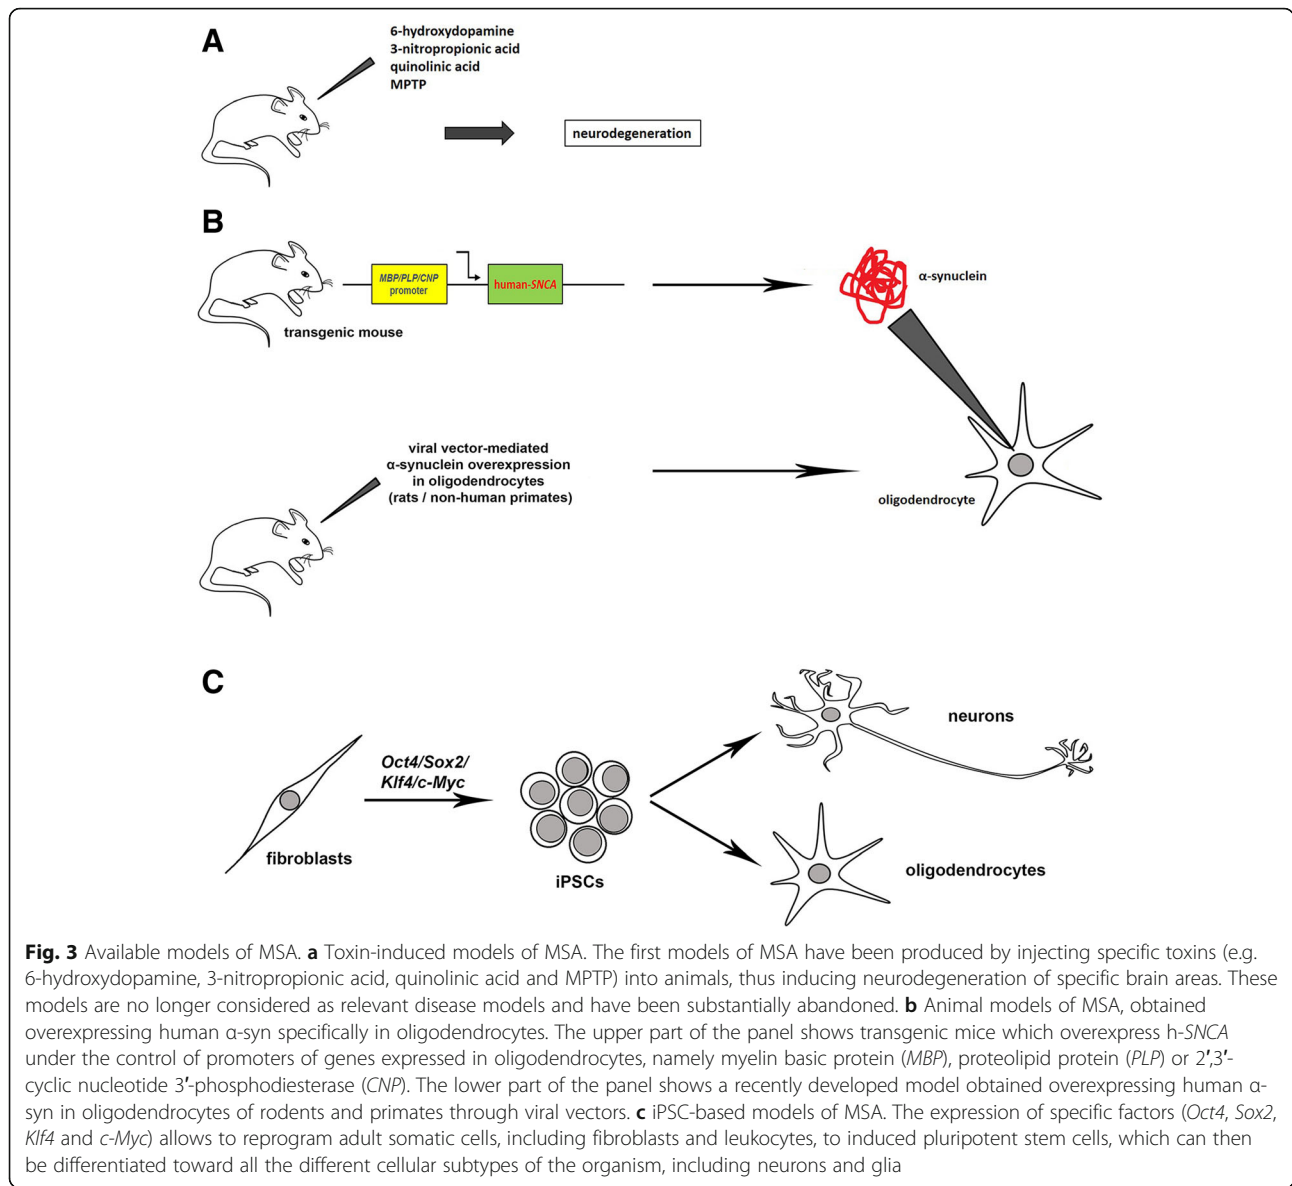 A
6-hydroxydopamine
3-nitropropionic acid
quinolinic acid
MPTP
neurodegeneration
B
MBP/PLP/CNP
promoter
human-SNCA
α-synuclein
transgenic mouse
viral vector-mediated
α-synuclein overexpression
in oligodendrocytes
(rats / non-human primates)
oligodendrocyte
C
Oct4/Sox2/
Klf4/c-Myc
neurons
fibroblasts
iPSCs
oligodendrocytes
Fig. 3 Available models of MSA. a Toxin-induced models of MSA. The first models of MSA have been produced by injecting specific toxins (e.g.
6-hydroxydopamine, 3-nitropropionic acid, quinolinic acid and MPTP) into animals, thus inducing neurodegeneration of specific brain areas. These
models are no longer considered as relevant disease models and have been substantially abandoned. b Animal models of MSA, obtained
overexpressing human α-syn specifically in oligodendrocytes. The upper part of the panel shows transgenic mice which overexpress h-SNCA
under the control of promoters of genes expressed in oligodendrocytes, namely myelin basic protein (MBP), proteolipid protein (PLP) or 2′,3′-
cyclic nucleotide 3′-phosphodiesterase (CNP). The lower part of the panel shows a recently developed model obtained overexpressing human α-
syn in oligodendrocytes of rodents and primates through viral vectors. c iPSC-based models of MSA. The expression of specific factors (Oct4, Sox2,
Klf4 and c-Myc) allows to reprogram adult somatic cells, including fibroblasts and leukocytes, to induced pluripotent stem cells, which can then
be differentiated toward all the different cellular subtypes of the organism, including neurons and glia